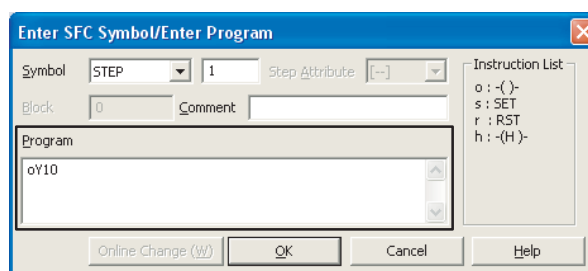 Enter SFC Symbol/Enter Program
Symbol STEP 1 Step Attribute [--]
Block 0 Comment
Program
oY10
Instruction List
o : -( )-
s : SET
r : RST
h : -(H )-
Online Change (W) OK Cancel Help